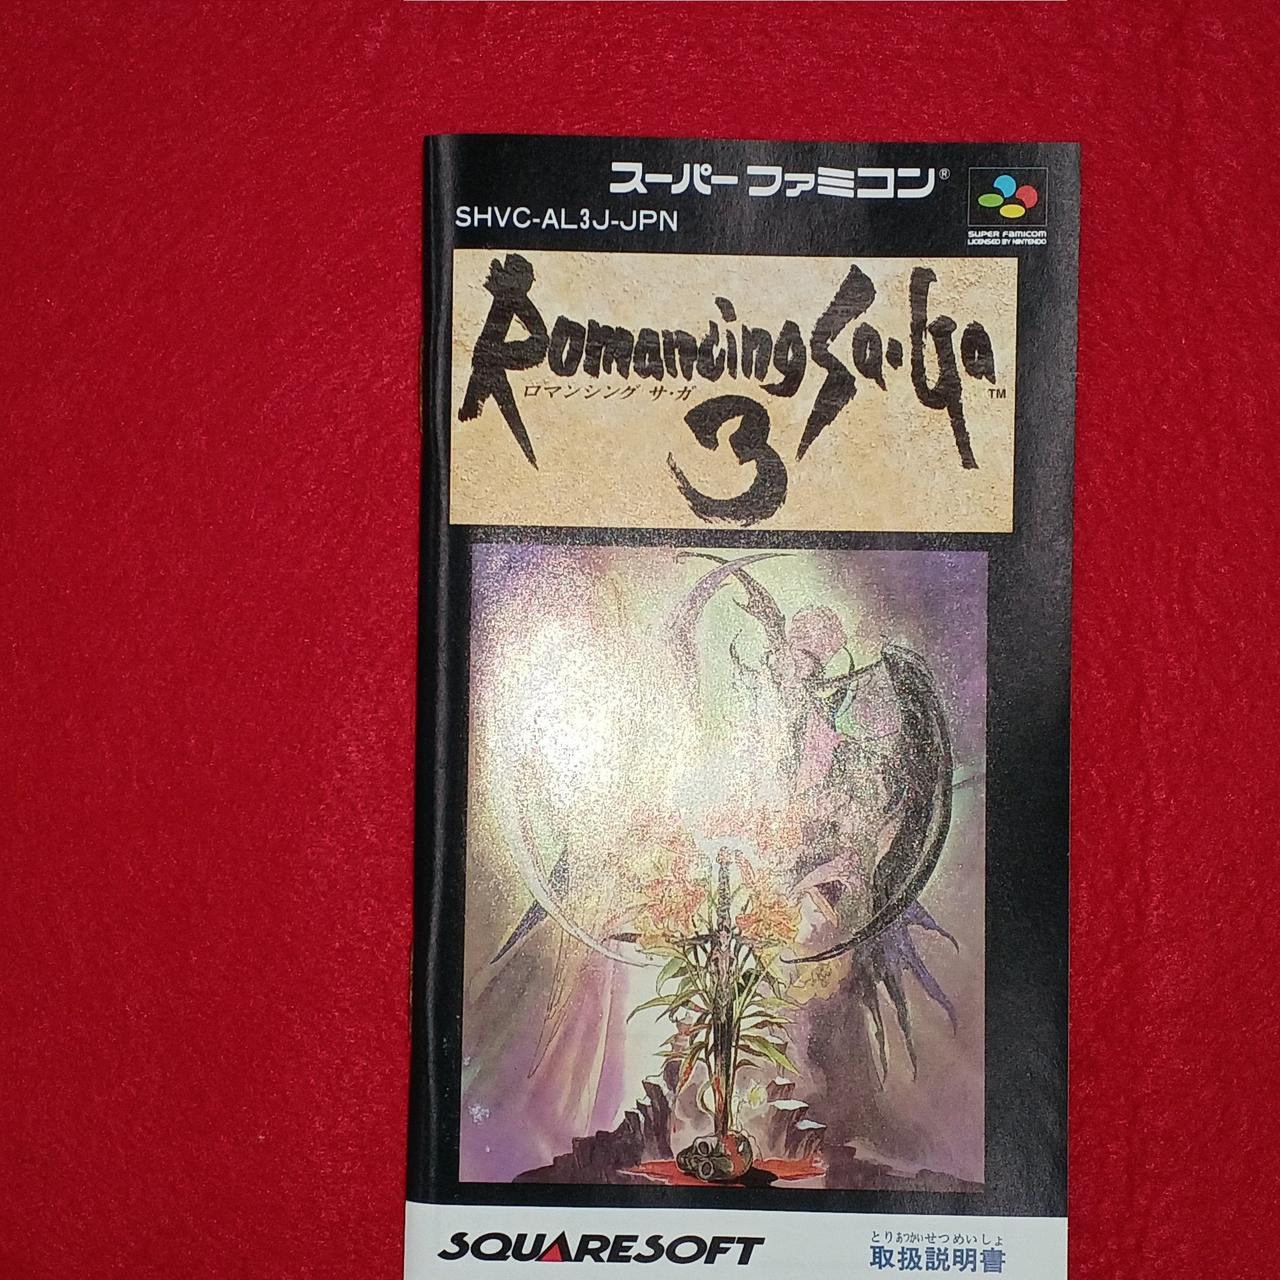 スーパーファミコン®
SHVC-AL3J-JPN
SUPER FAMICOM
LICENSED BY NINTENDO
Romancing Sa・Ga
ロマンシング サ・ガ
TM
3
SQUARESOFT
とりあつかいせつめいしょ
取扱説明書